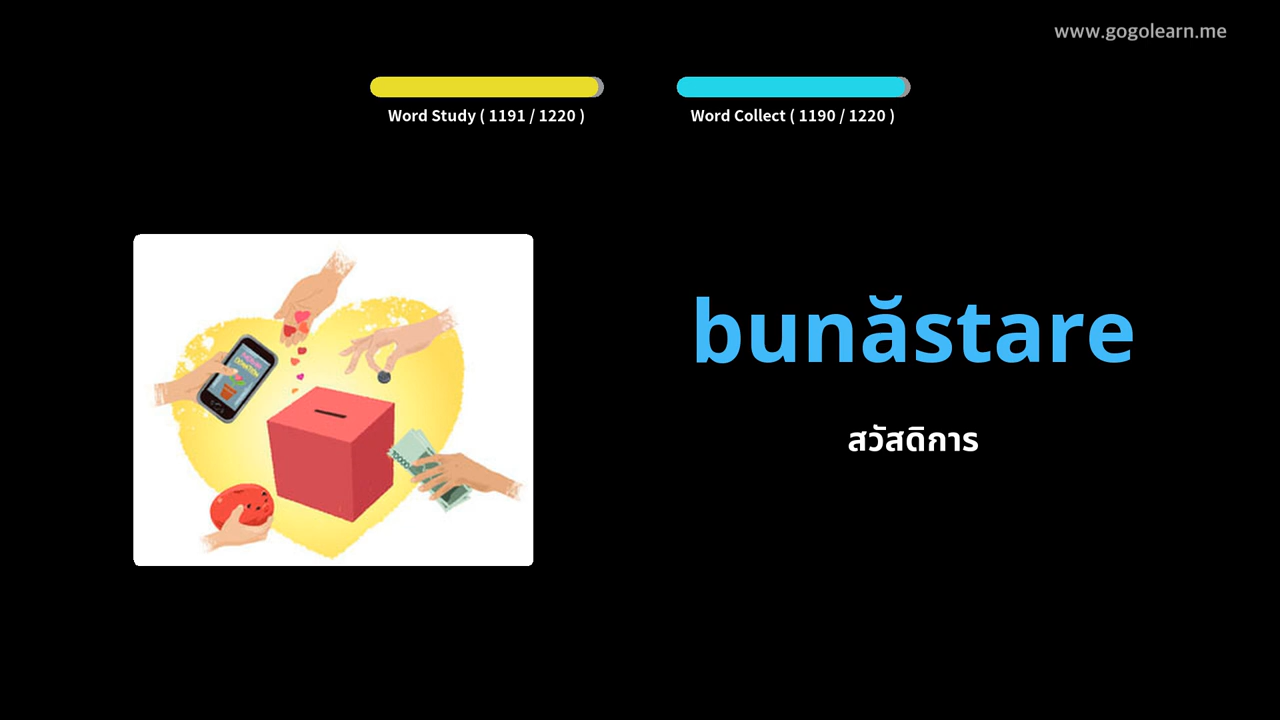 www.gogolearn.me
Word Study ( 1191 / 1220 )
Word Collect ( 1190 / 1220 )
bunăstare
สวัสดิการ